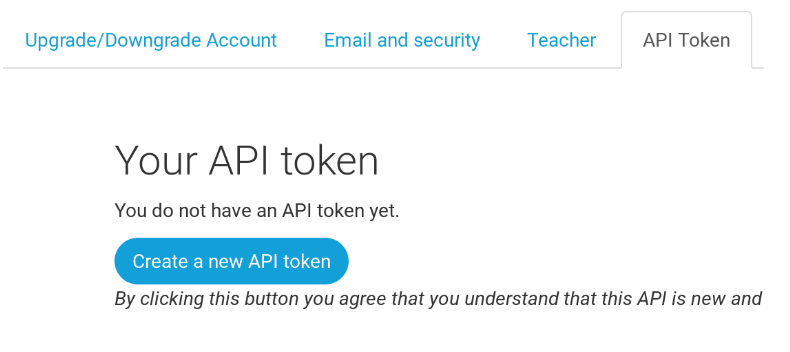 Upgrade/Downgrade Account Email and security Teacher API Token
Your API token
You do not have an API token yet.
Create a new API token
By clicking this button you agree that you understand that this API is new and